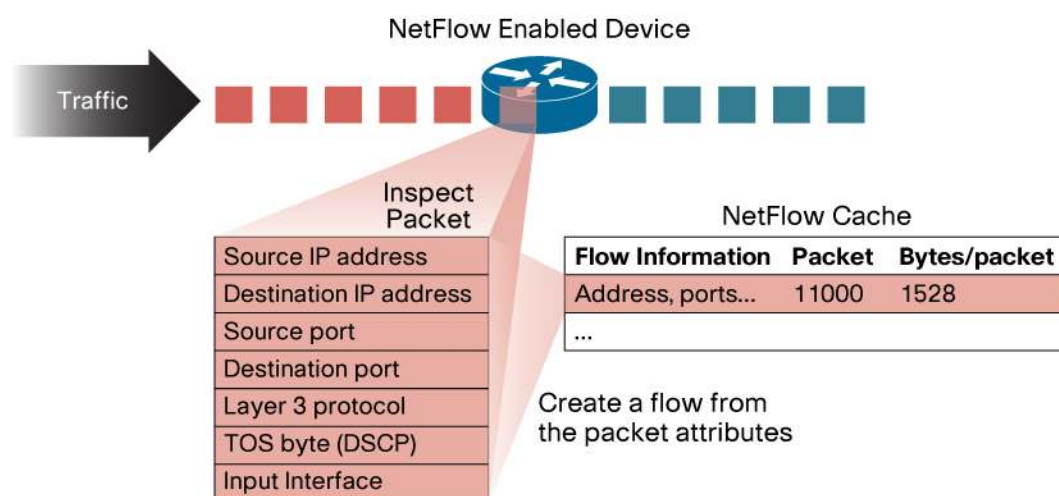 NetFlow Enabled Device
Traffic
Inspect
Packet
Source IP address
Destination IP address
Source port
Destination port
Layer 3 protocol
TOS byte (DSCP)
Input Interface
NetFlow Cache
Flow Information Packet Bytes/packet
Address, ports... 11000 1528
...
Create a flow from
the packet attributes